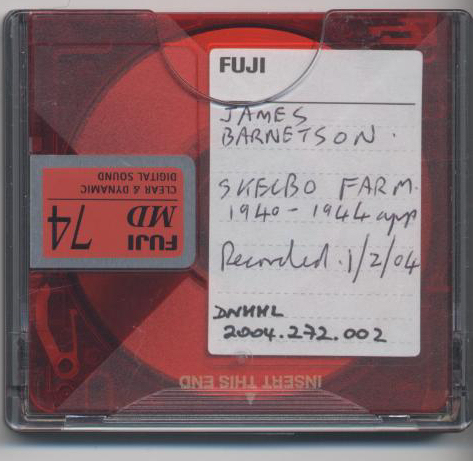 FUJI
JAMES
BARNETSON.
SKELBO FARM.
1940 - 1944 app
Recorded. 1/2/04
DNHHL
2004.272.002
FUJI
MD 74
CLEAR & DYNAMIC
DIGITAL SOUND
INSERT THIS END